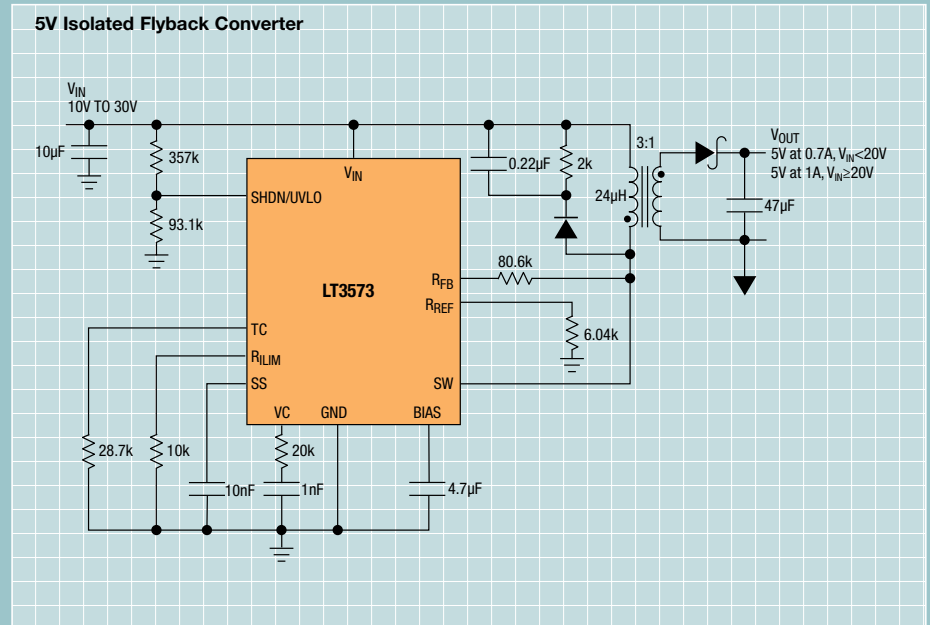 5V Isolated Flyback Converter
VIN
10V TO 30V
10µF
357k
93.1k
0.22µF
2k
3:1
24µH
VOUT
5V at 0.7A, VIN<20V
5V at 1A, VIN≥20V
47µF
VIN
SHDN/UVLO
LT3573
RFB
80.6k
RREF
6.04k
TC
RILIM
SS
SW
VC
GND
BIAS
28.7k
10k
10nF
20k
1nF
4.7µF